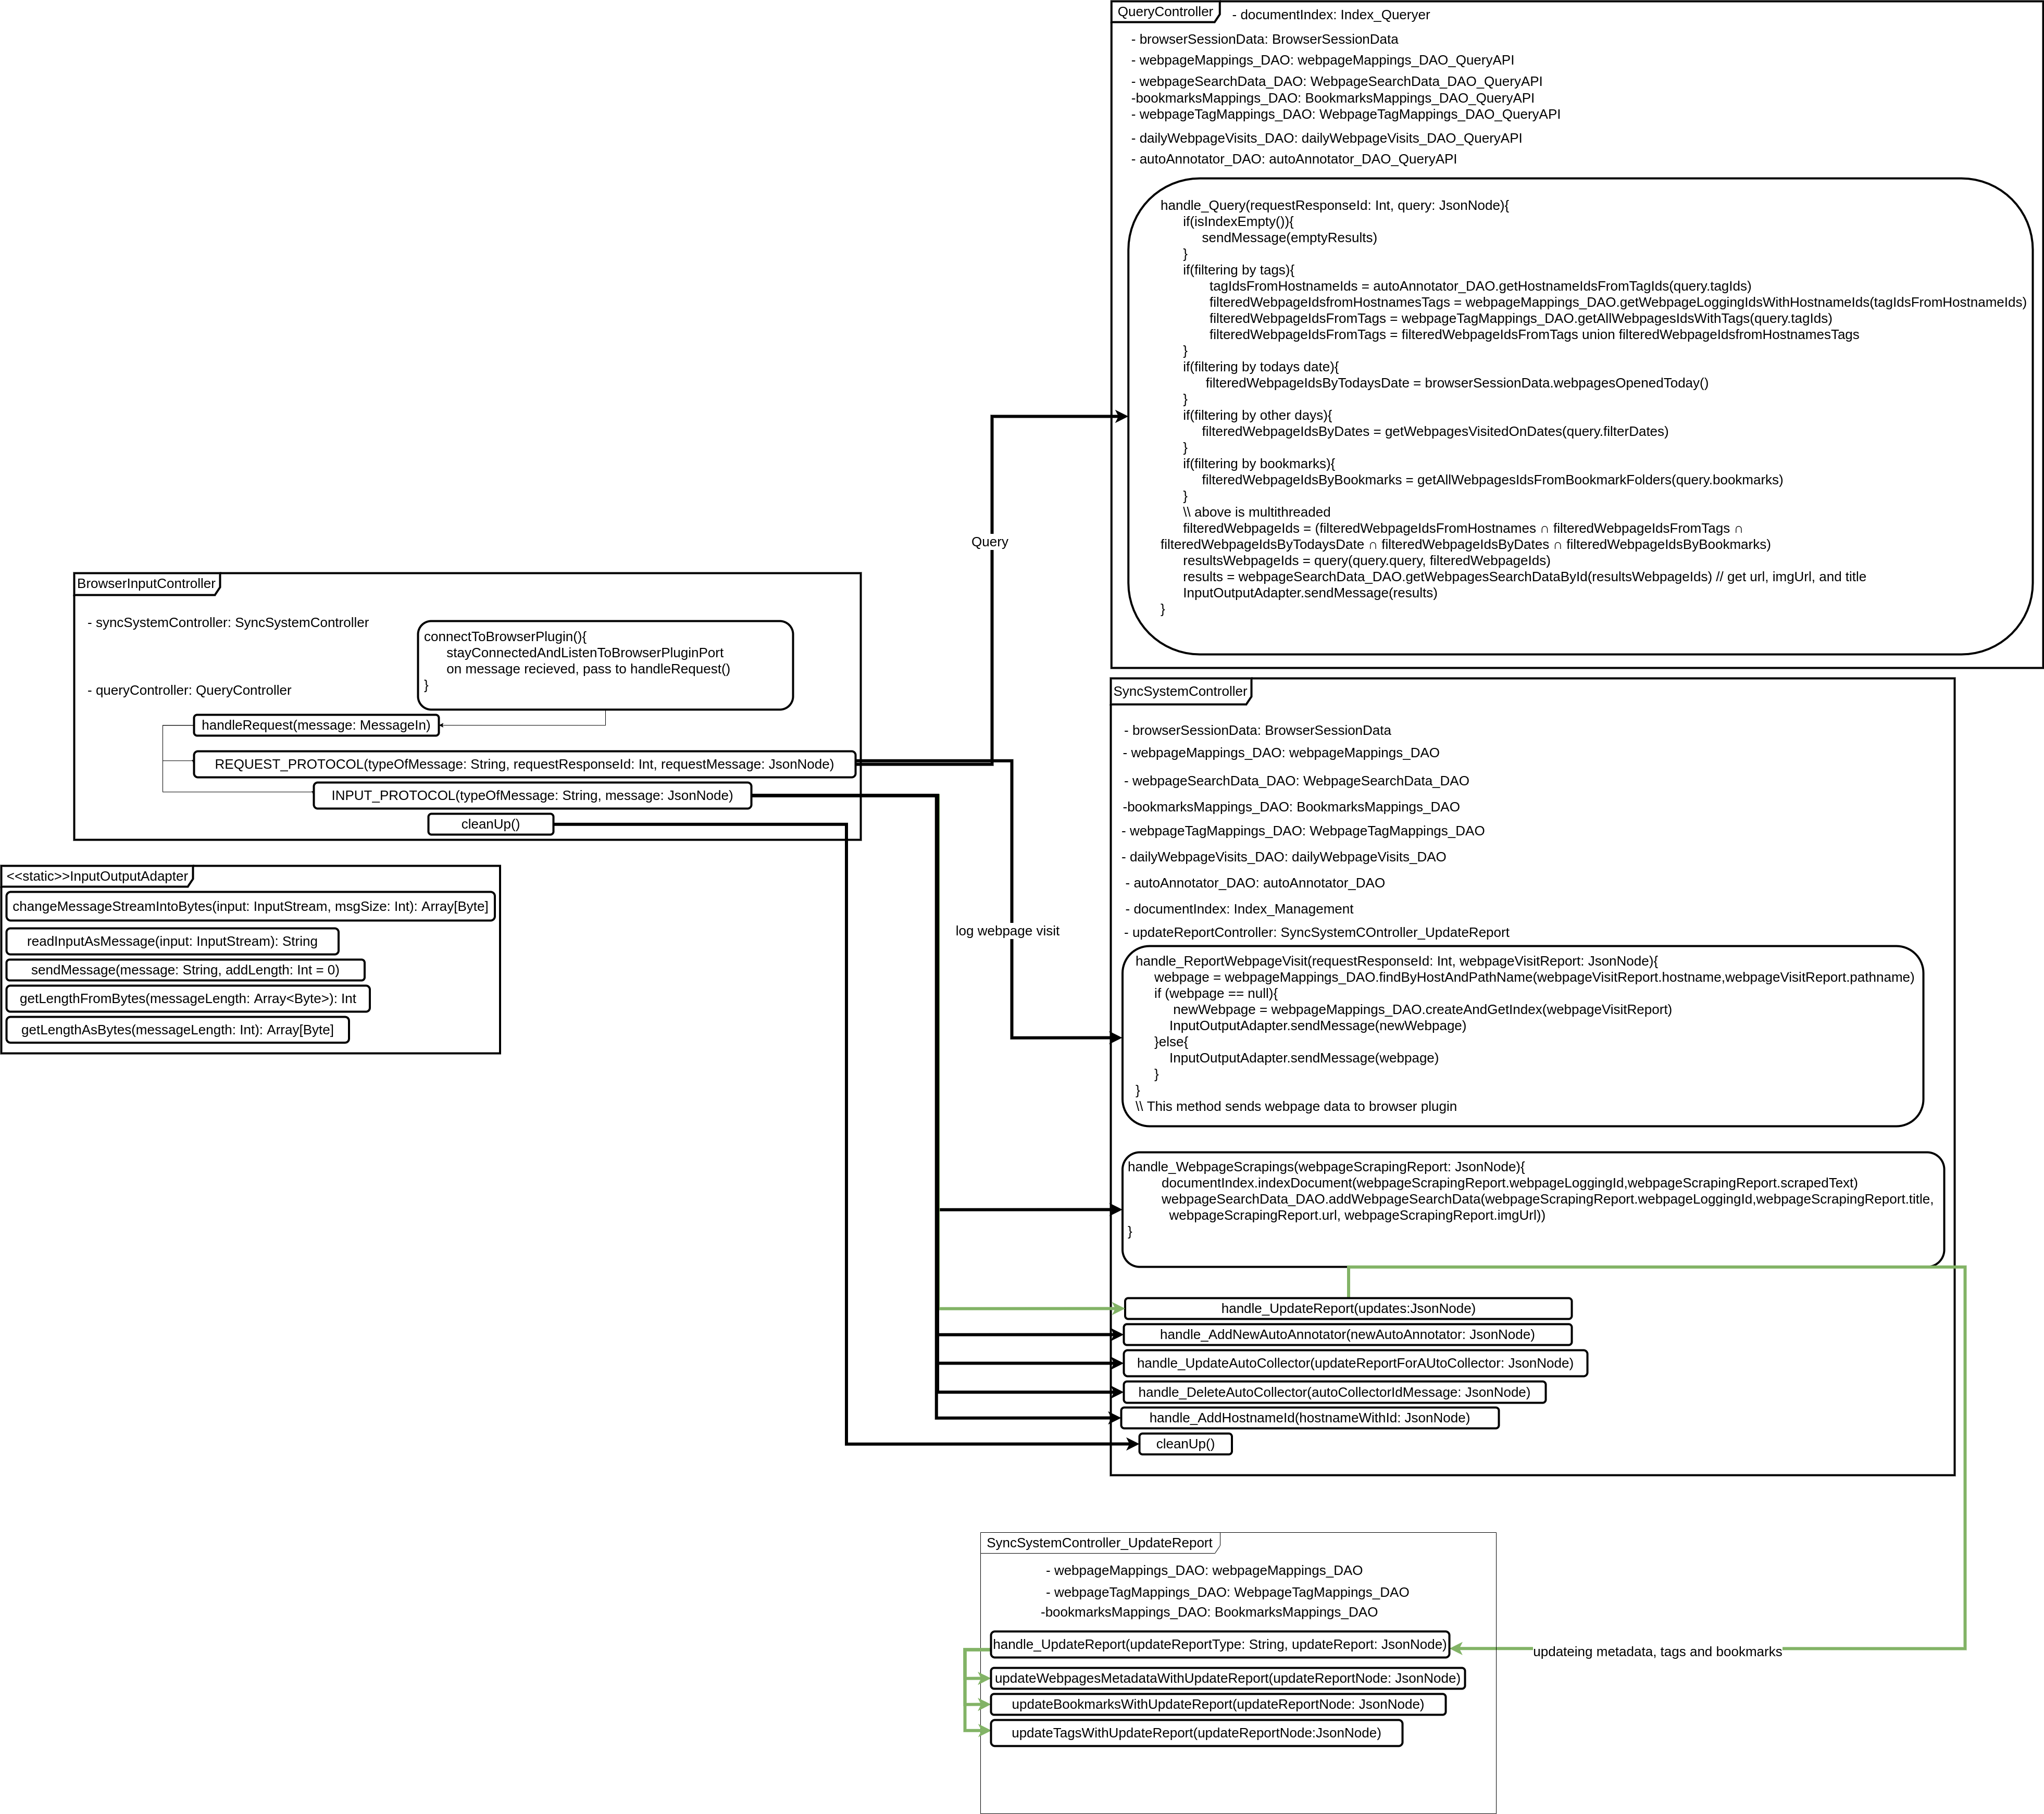 QueryController
- documentIndex: Index_Queryer
- browserSessionData: BrowserSessionData
- webpageMappings_DAO: webpageMappings_DAO_QueryAPI
- webpageSearchData_DAO: WebpageSearchData_DAO_QueryAPI
-bookmarksMappings_DAO: BookmarksMappings_DAO_QueryAPI
- webpageTagMappings_DAO: WebpageTagMappings_DAO_QueryAPI
- dailyWebpageVisits_DAO: dailyWebpageVisits_DAO_QueryAPI
- autoAnnotator_DAO: autoAnnotator_DAO_QueryAPI
handle_Query(requestResponseId: Int, query: JsonNode){
if(isIndexEmpty()){
sendMessage(emptyResults)
}
if(filtering by tags){
tagIdsFromHostnameIds = autoAnnotator_DAO.getHostnameIdsFromTagIds(query.tagIds)
filteredWebpageIdsfromHostnamesTags = webpageMappings_DAO.getWebpageLoggingIdsWithHostnameIds(tagIdsFromHostnameIds)
filteredWebpageIdsFromTags = webpageTagMappings_DAO.getAllWebpagesIdsWithTags(query.tagIds)
filteredWebpageIdsFromTags = filteredWebpageIdsFromTags union filteredWebpageIdsfromHostnamesTags
}
if(filtering by todays date){
filteredWebpageIdsByTodaysDate = browserSessionData.webpagesOpenedToday()
}
if(filtering by other days){
filteredWebpageIdsByDates = getWebpagesVisitedOnDates(query.filterDates)
}
if(filtering by bookmarks){
filteredWebpageIdsByBookmarks = getAllWebpagesIdsFromBookmarkFolders(query.bookmarks)
}
\\ above is multithreaded
filteredWebpageIds = (filteredWebpageIdsFromHostnames ∩ filteredWebpageIdsFromTags ∩
filteredWebpageIdsByTodaysDate ∩ filteredWebpageIdsByDates ∩ filteredWebpageIdsByBookmarks)
resultsWebpageIds = query(query.query, filteredWebpageIds)
results = webpageSearchData_DAO.getWebpagesSearchDataById(resultsWebpageIds) // get url, imgUrl, and title
InputOutputAdapter.sendMessage(results)
}
Query
BrowserInputController
- syncSystemController: SyncSystemController
connectToBrowserPlugin(){
stayConnectedAndListenToBrowserPluginPort
on message recieved, pass to handleRequest()
}
- queryController: QueryController
handleRequest(message: MessageIn)
REQUEST_PROTOCOL(typeOfMessage: String, requestResponseId: Int, requestMessage: JsonNode)
INPUT_PROTOCOL(typeOfMessage: String, message: JsonNode)
cleanUp()
<<static>>InputOutputAdapter
changeMessageStreamIntoBytes(input: InputStream, msgSize: Int): Array[Byte]
readInputAsMessage(input: InputStream): String
sendMessage(message: String, addLength: Int = 0)
getLengthFromBytes(messageLength: Array<Byte>): Int
getLengthAsBytes(messageLength: Int): Array[Byte]
log webpage visit
SyncSystemController
- browserSessionData: BrowserSessionData
- webpageMappings_DAO: webpageMappings_DAO
- webpageSearchData_DAO: WebpageSearchData_DAO
-bookmarksMappings_DAO: BookmarksMappings_DAO
- webpageTagMappings_DAO: WebpageTagMappings_DAO
- dailyWebpageVisits_DAO: dailyWebpageVisits_DAO
- autoAnnotator_DAO: autoAnnotator_DAO
- documentIndex: Index_Management
- updateReportController: SyncSystemCOntroller_UpdateReport
handle_ReportWebpageVisit(requestResponseId: Int, webpageVisitReport: JsonNode){
webpage = webpageMappings_DAO.findByHostAndPathName(webpageVisitReport.hostname,webpageVisitReport.pathname)
if (webpage == null){
newWebpage = webpageMappings_DAO.createAndGetIndex(webpageVisitReport)
InputOutputAdapter.sendMessage(newWebpage)
}else{
InputOutputAdapter.sendMessage(webpage)
}
}
\\ This method sends webpage data to browser plugin
handle_WebpageScrapings(webpageScrapingReport: JsonNode){
documentIndex.indexDocument(webpageScrapingReport.webpageLoggingId,webpageScrapingReport.scrapedText)
webpageSearchData_DAO.addWebpageSearchData(webpageScrapingReport.webpageLoggingId,webpageScrapingReport.title,
webpageScrapingReport.url, webpageScrapingReport.imgUrl))
}
handle_UpdateReport(updates:JsonNode)
handle_AddNewAutoAnnotator(newAutoAnnotator: JsonNode)
handle_UpdateAutoCollector(updateReportForAUtoCollector: JsonNode)
handle_DeleteAutoCollector(autoCollectorIdMessage: JsonNode)
handle_AddHostnameId(hostnameWithId: JsonNode)
cleanUp()
SyncSystemController_UpdateReport
- webpageMappings_DAO: webpageMappings_DAO
- webpageTagMappings_DAO: WebpageTagMappings_DAO
-bookmarksMappings_DAO: BookmarksMappings_DAO
handle_UpdateReport(updateReportType: String, updateReport: JsonNode)
updateing metadata, tags and bookmarks
updateWebpagesMetadataWithUpdateReport(updateReportNode: JsonNode)
updateBookmarksWithUpdateReport(updateReportNode: JsonNode)
updateTagsWithUpdateReport(updateReportNode:JsonNode)